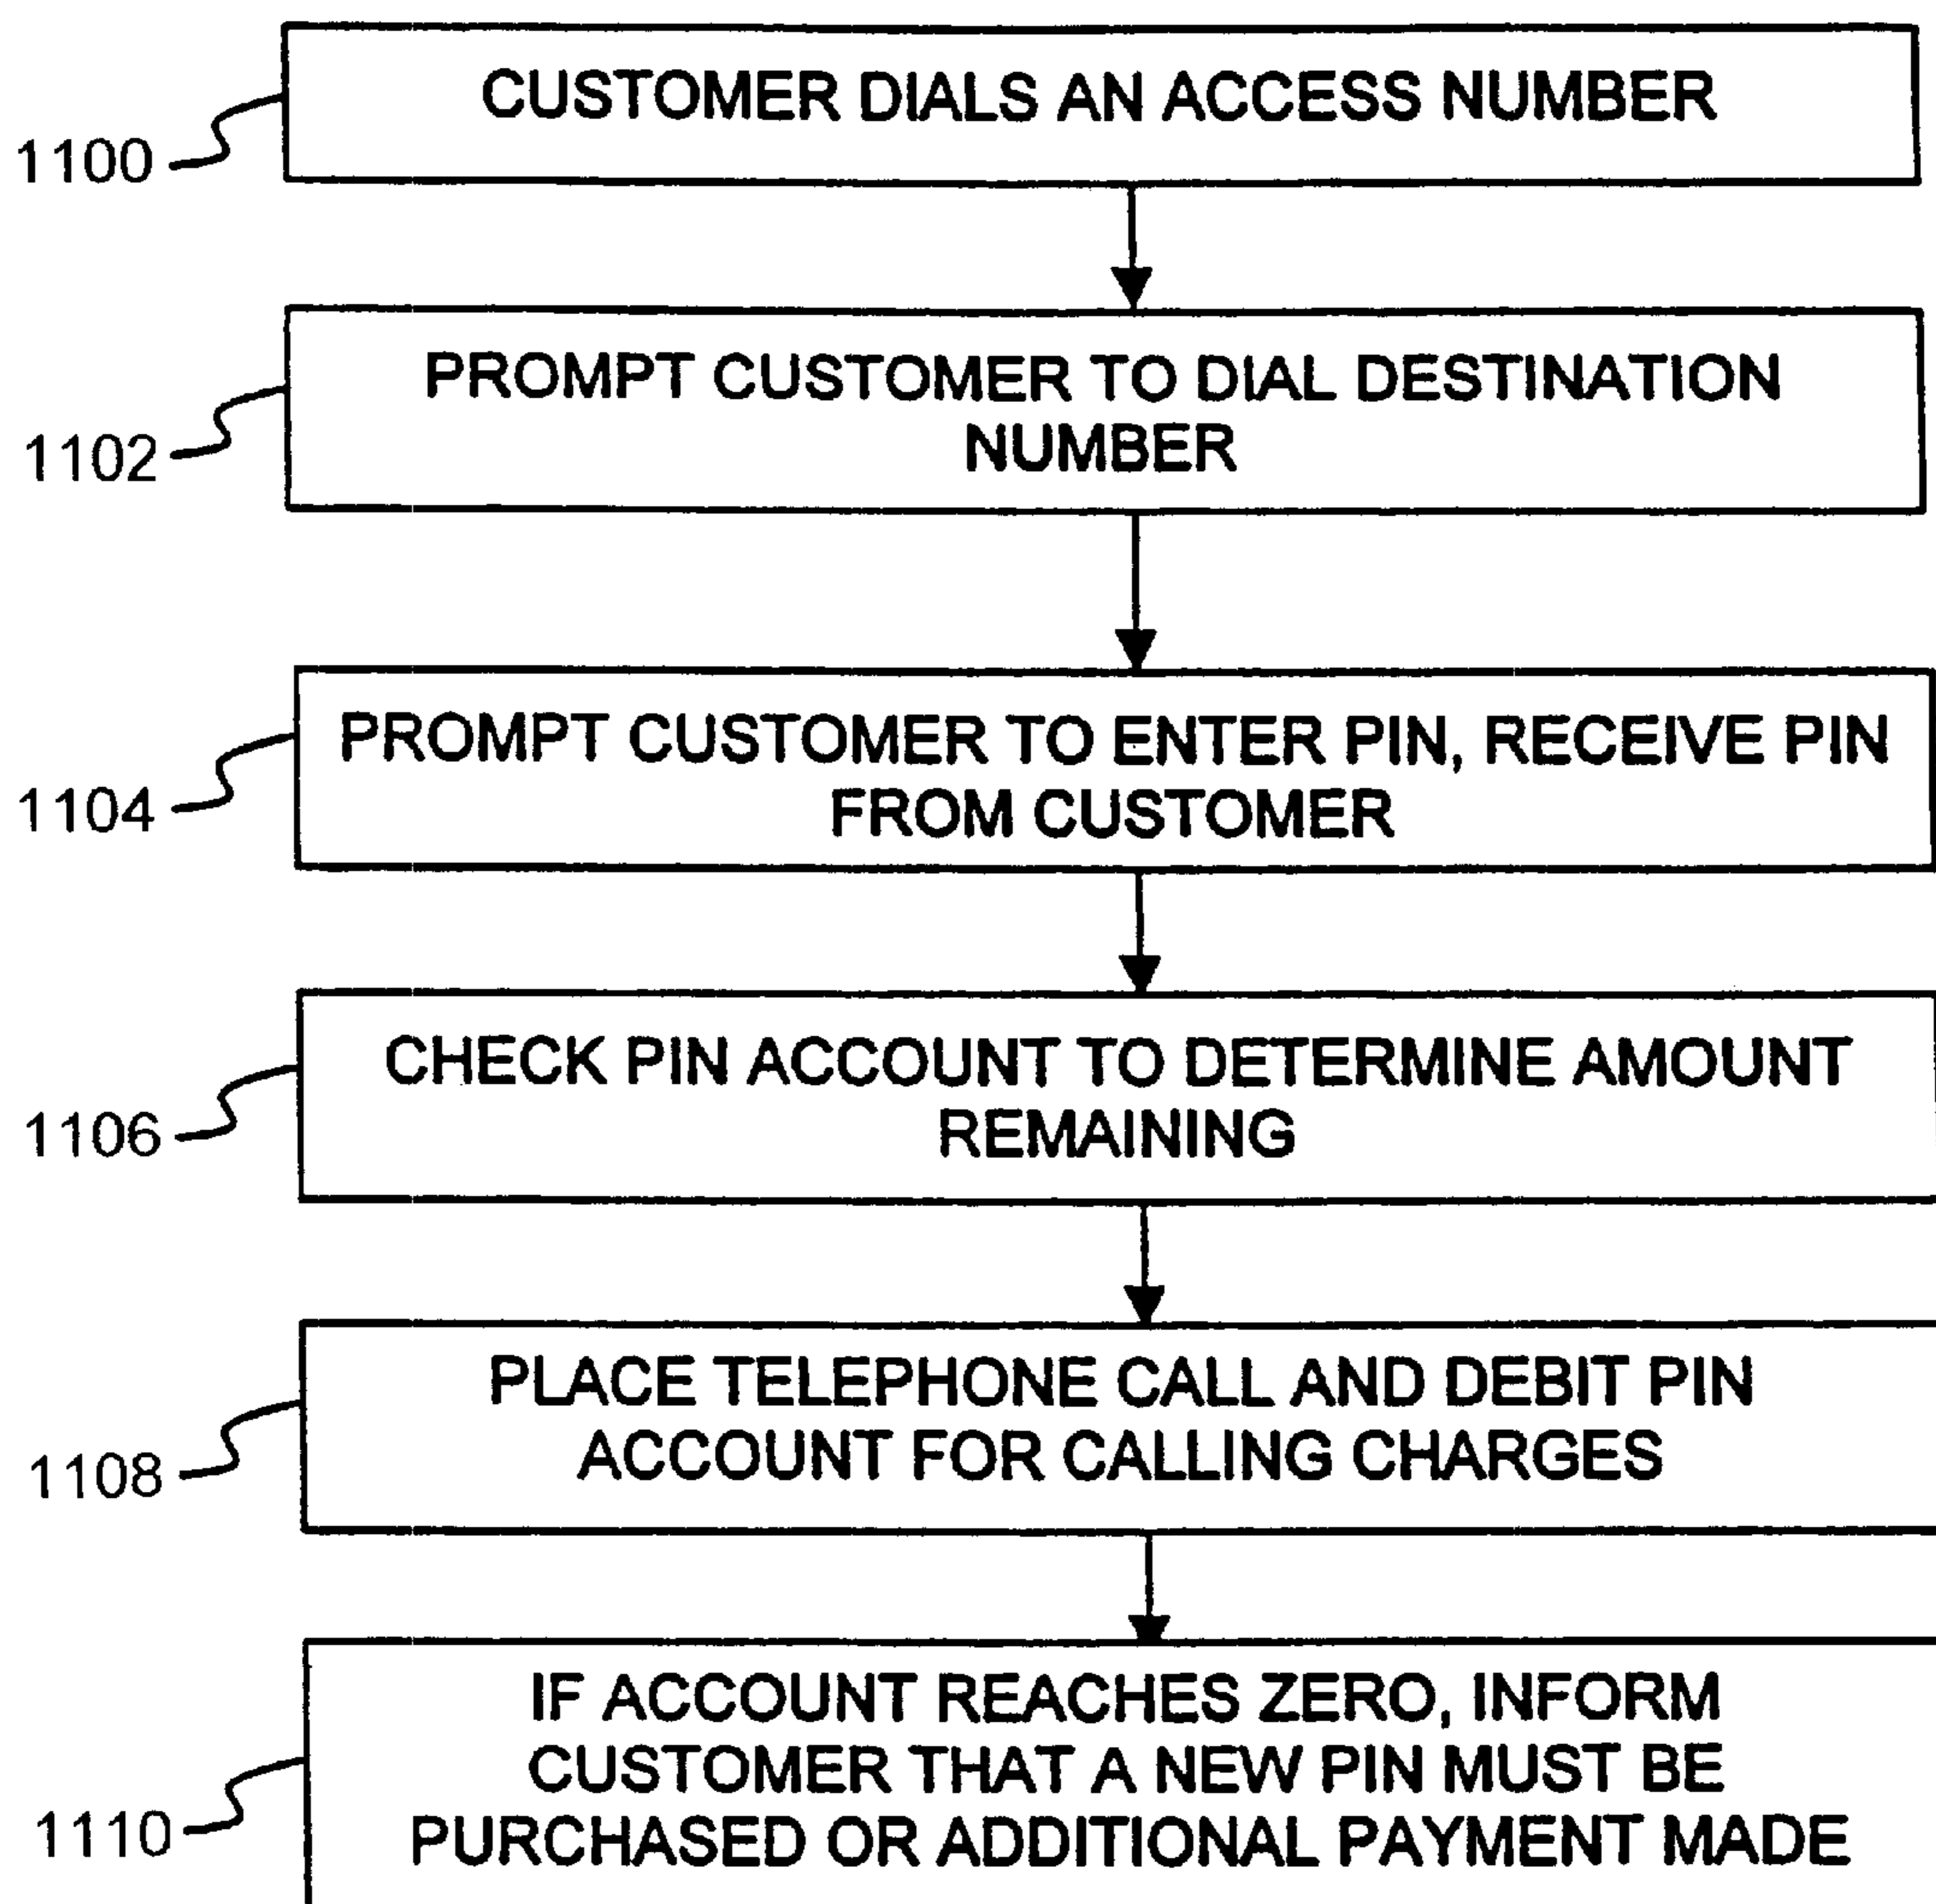 CUSTOMER DIALS AN ACCESS NUMBER
1100
PROMPT CUSTOMER TO DIAL DESTINATION
NUMBER
1102
PROMPT CUSTOMER TO ENTER PIN, RECEIVE PIN
FROM CUSTOMER
1104
CHECK PIN ACCOUNT TO DETERMINE AMOUNT
REMAINING
1106
PLACE TELEPHONE CALL AND DEBIT PIN
ACCOUNT FOR CALLING CHARGES
1108
IF ACCOUNT REACHES ZERO, INFORM
CUSTOMER THAT A NEW PIN MUST BE
PURCHASED OR ADDITIONAL PAYMENT MADE
1110